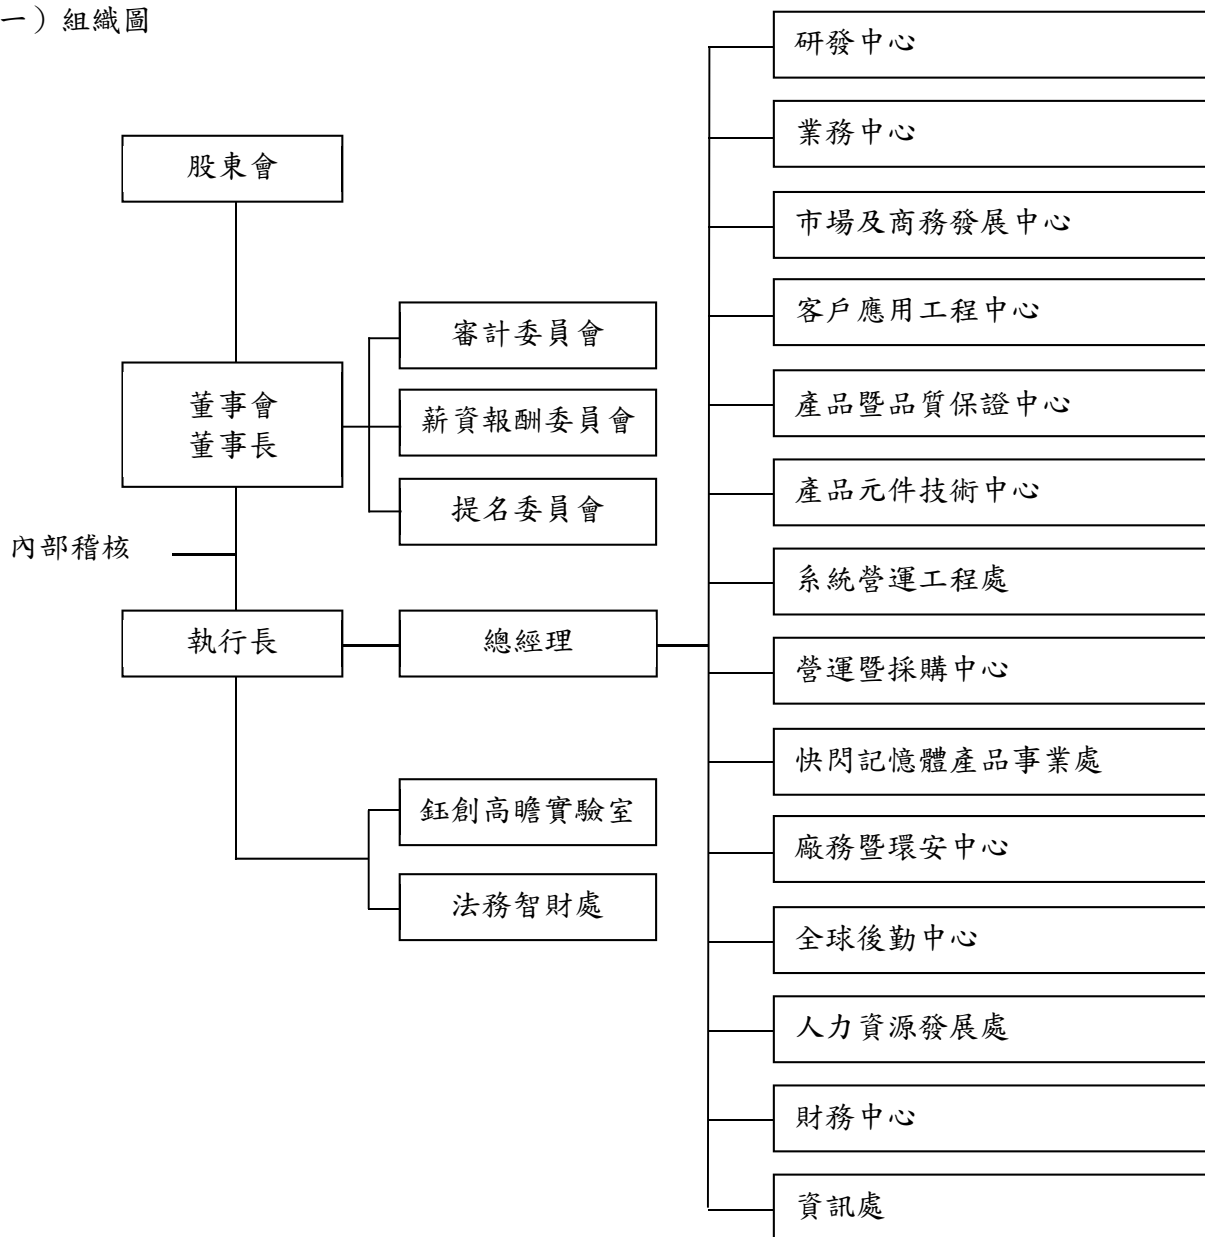 一）組織圖
股東會
董事會
董事長
審計委員會
薪資報酬委員會
提名委員會
內部稽核
執行長
總經理
鈺創高瞻實驗室
法務智財處
研發中心
業務中心
市場及商務發展中心
客戶應用工程中心
產品暨品質保證中心
產品元件技術中心
系統營運工程處
營運暨採購中心
快閃記憶體產品事業處
廠務暨環安中心
全球後勤中心
人力資源發展處
財務中心
資訊處